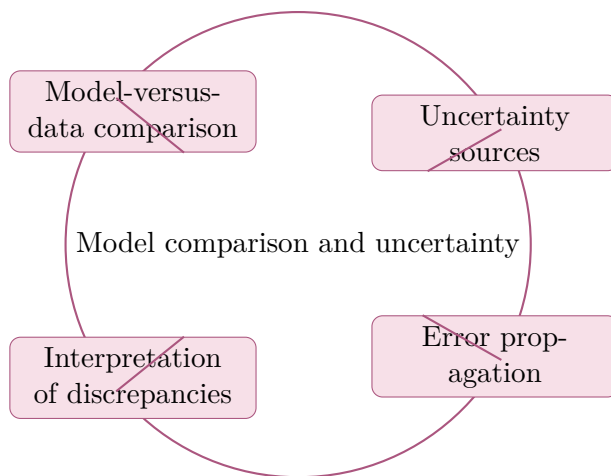 Model-versus-
data comparison
Uncertainty
sources
Model comparison and uncertainty
Interpretation
of discrepancies
Error prop-
agation